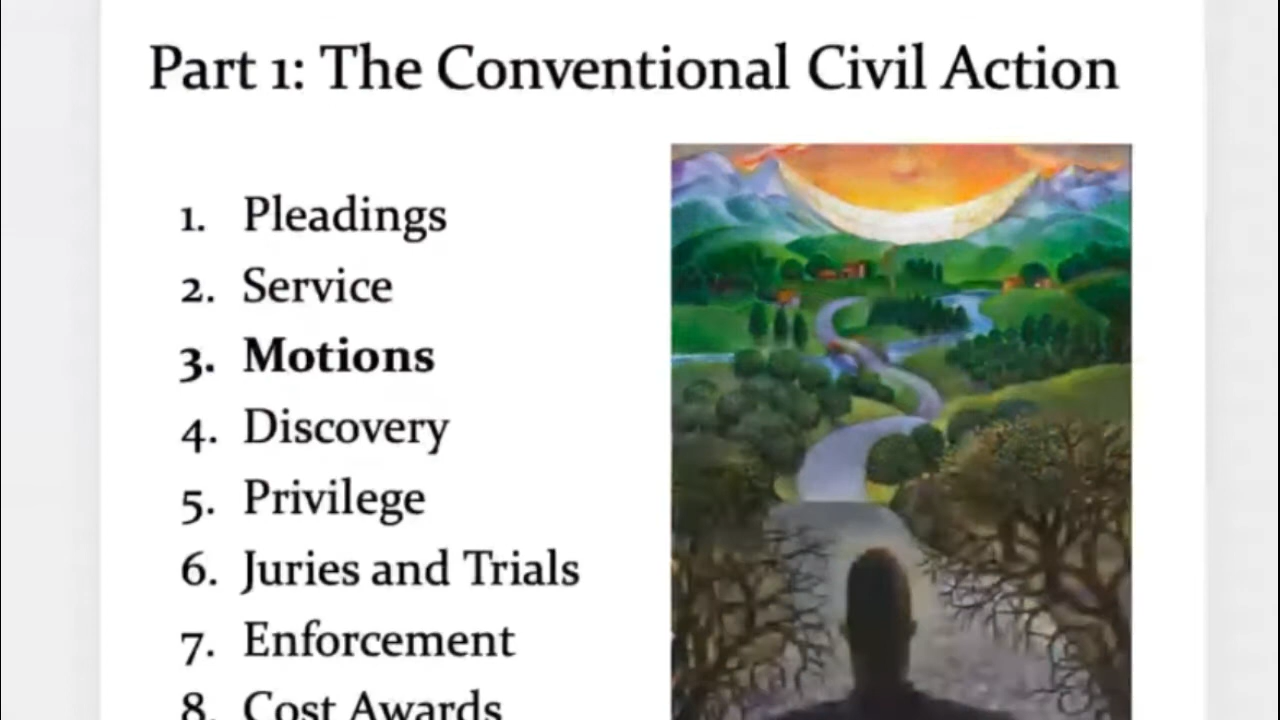 Part 1: The Conventional Civil Action
1. Pleadings
2. Service
3. Motions
4. Discovery
5. Privilege
6. Juries and Trials
7. Enforcement
8. Cost Awards